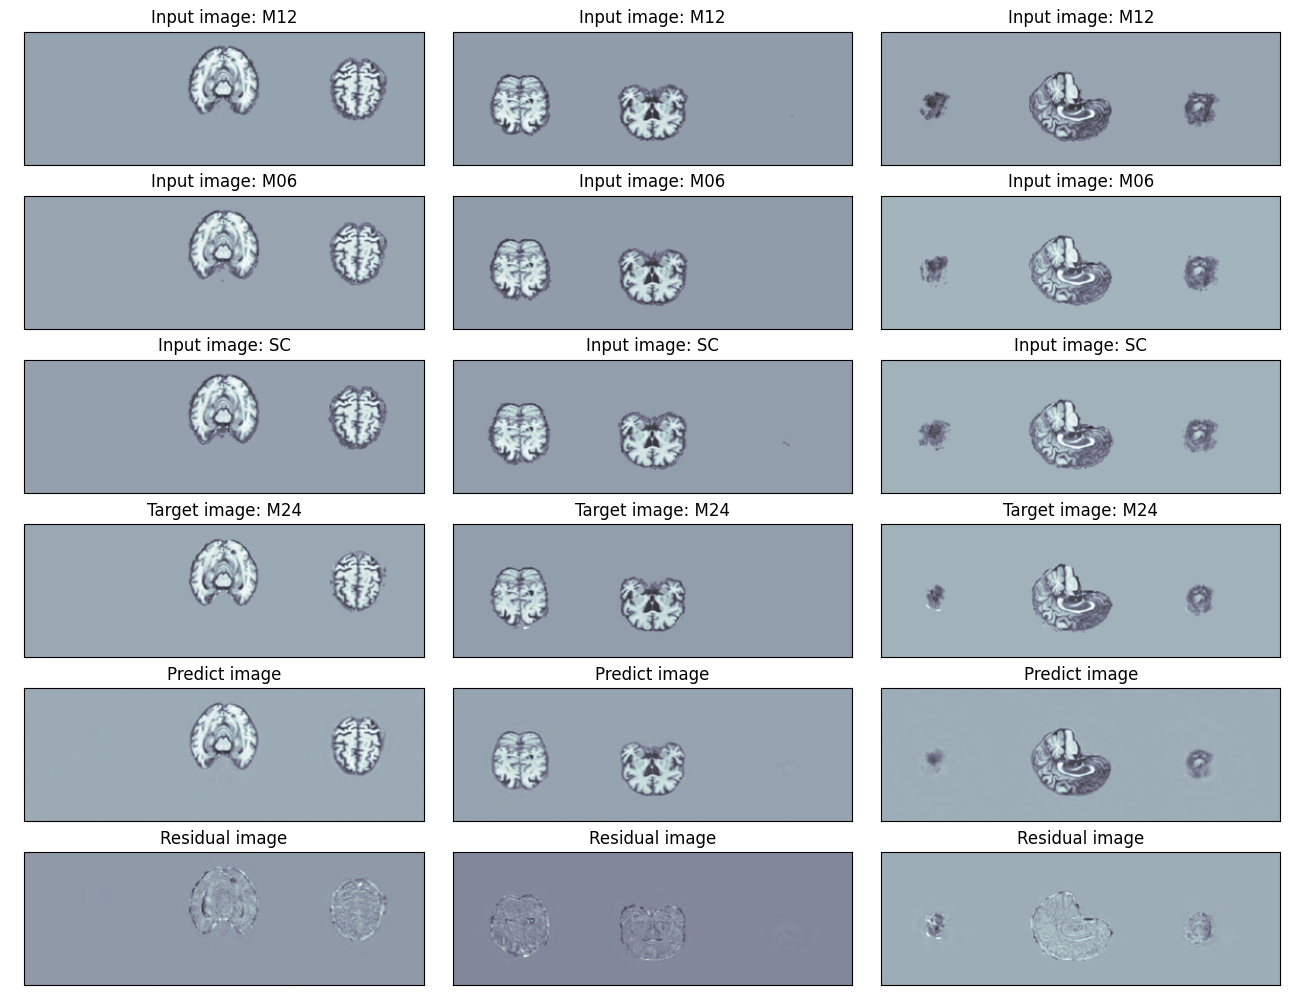 Input image: M12 Input image: M12 Input image: M12
Input image: M06 Input image: M06 Input image: M06
Input image: SC Input image: SC Input image: SC
Target image: M24 Target image: M24 Target image: M24
Predict image Predict image Predict image
Residual image Residual image Residual image